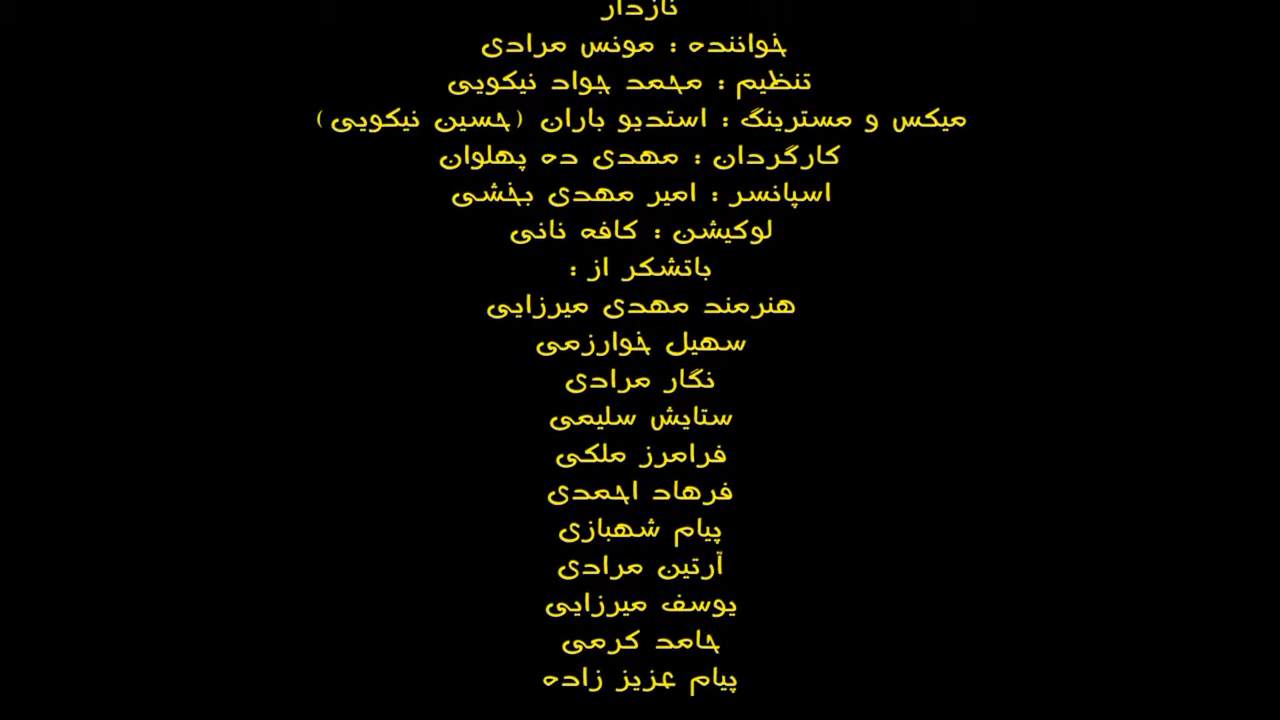 نازدار
خواننده : مونس مرادی
تنظیم : محمد جواد نیکویی
میکس و مسترینگ : استدیو باران (حسین نیکویی)
کارگردان : مهدی ده پهلوان
اسپانسر : امیر مهدی بخشی
لوکیشن : کافه نانی
باتشکر از :
هنرمند مهدی میرزایی
سهیل خوارزمی
نگار مرادی
ستایش سلیمی
فرامرز ملکی
فرهاد احمدی
پیام شهبازی
آرتین مرادی
یوسف میرزایی
حامد کرمی
پیام عزیز زاده